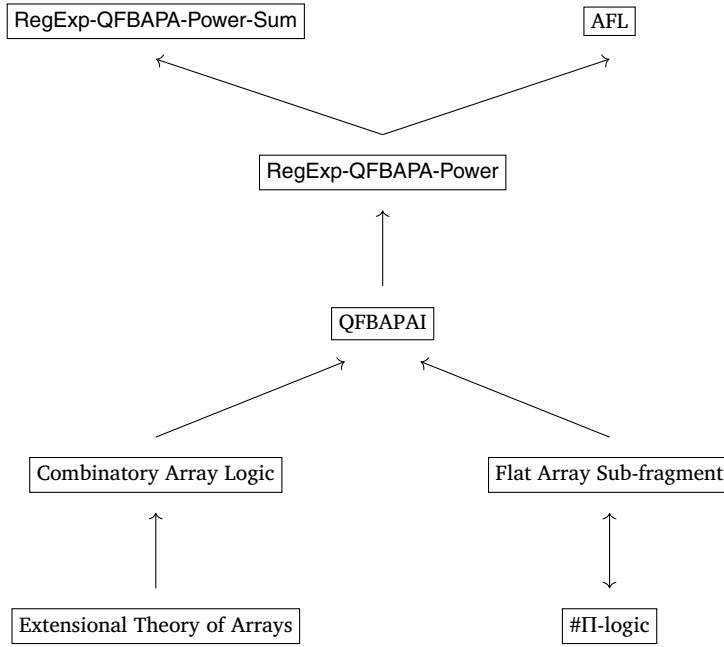 RegExp-QFBAPA-Power-Sum
AFL
RegExp-QFBAPA-Power
QFBAPAI
Combinatory Array Logic
Flat Array Sub-fragment
Extensional Theory of Arrays
#Π-logic